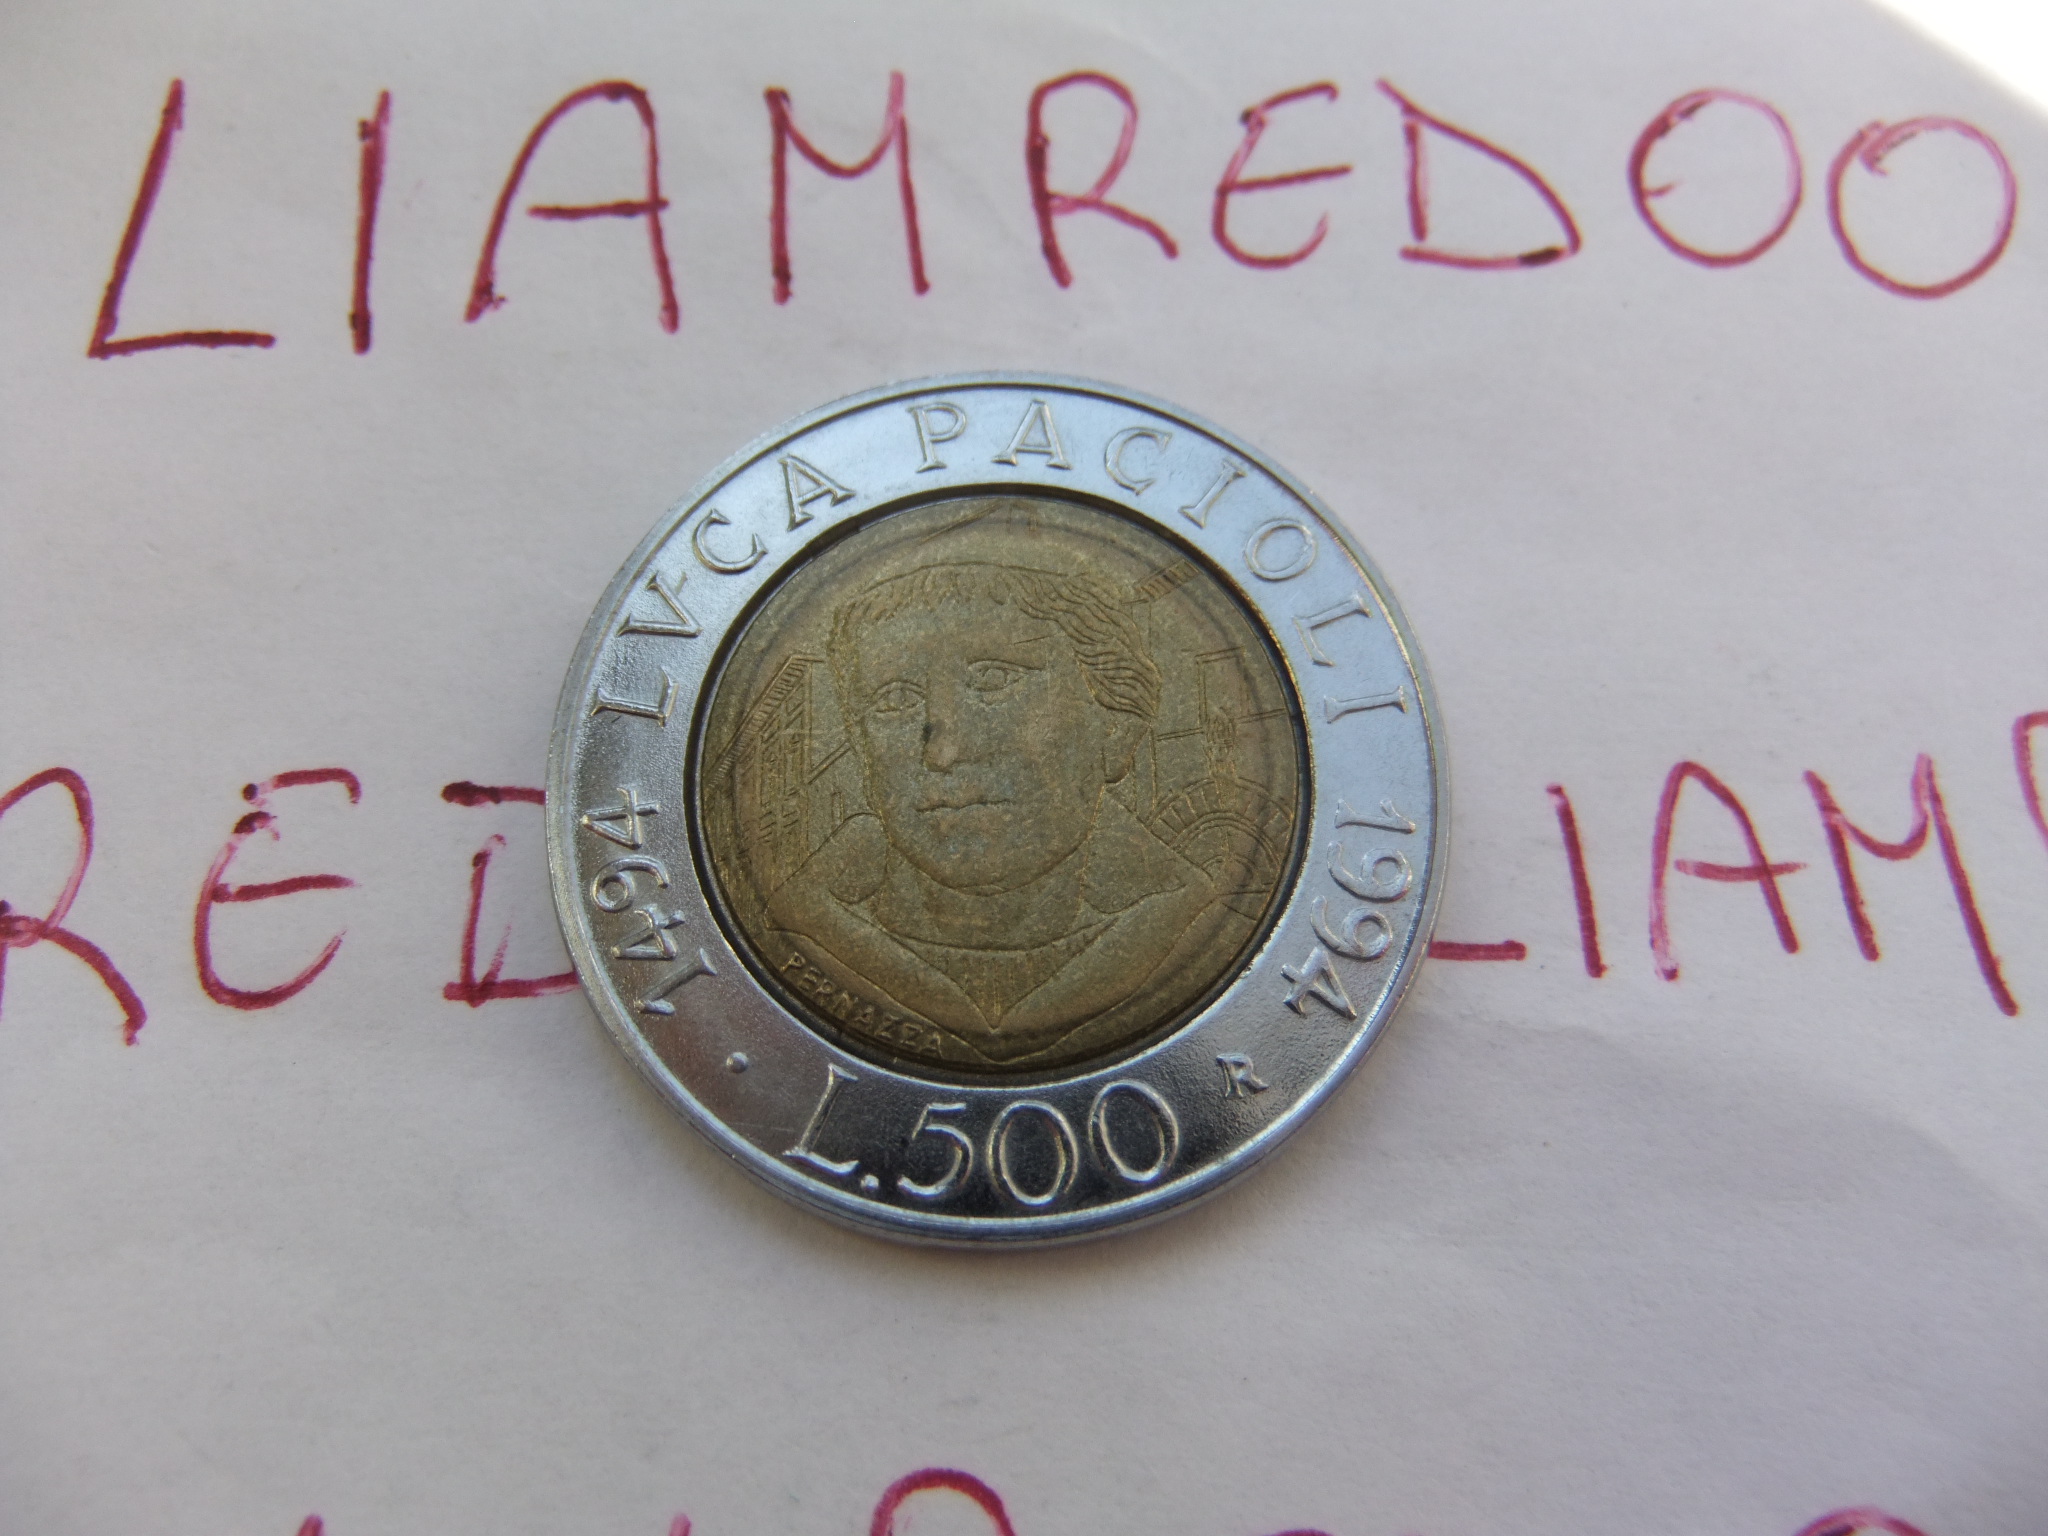 LIAMREDOO
1494 LVCA PACIOLI 1994
PERNAZZA
. L.500 R
RED
LIAM